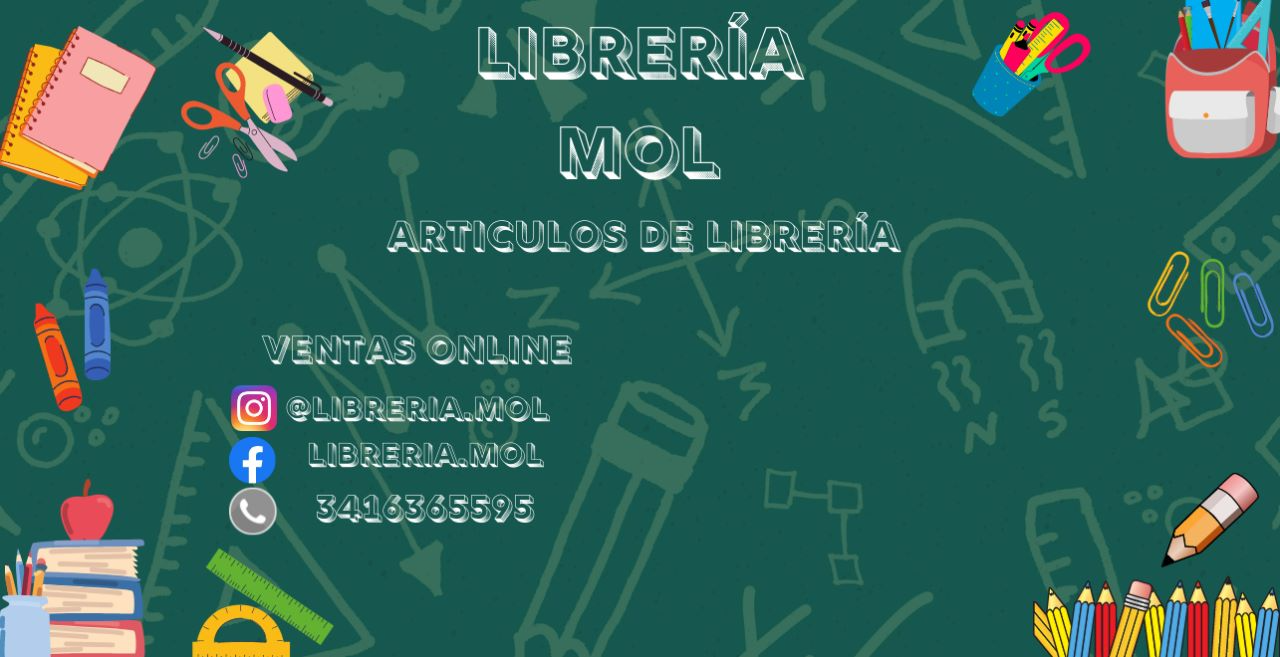 LIBRERÍA
MOL
ARTICULOS DE LIBRERÍA
VENTAS ONLINE
@LIBRERIA.MOL
LIBRERIA.MOL
3416365595
N S